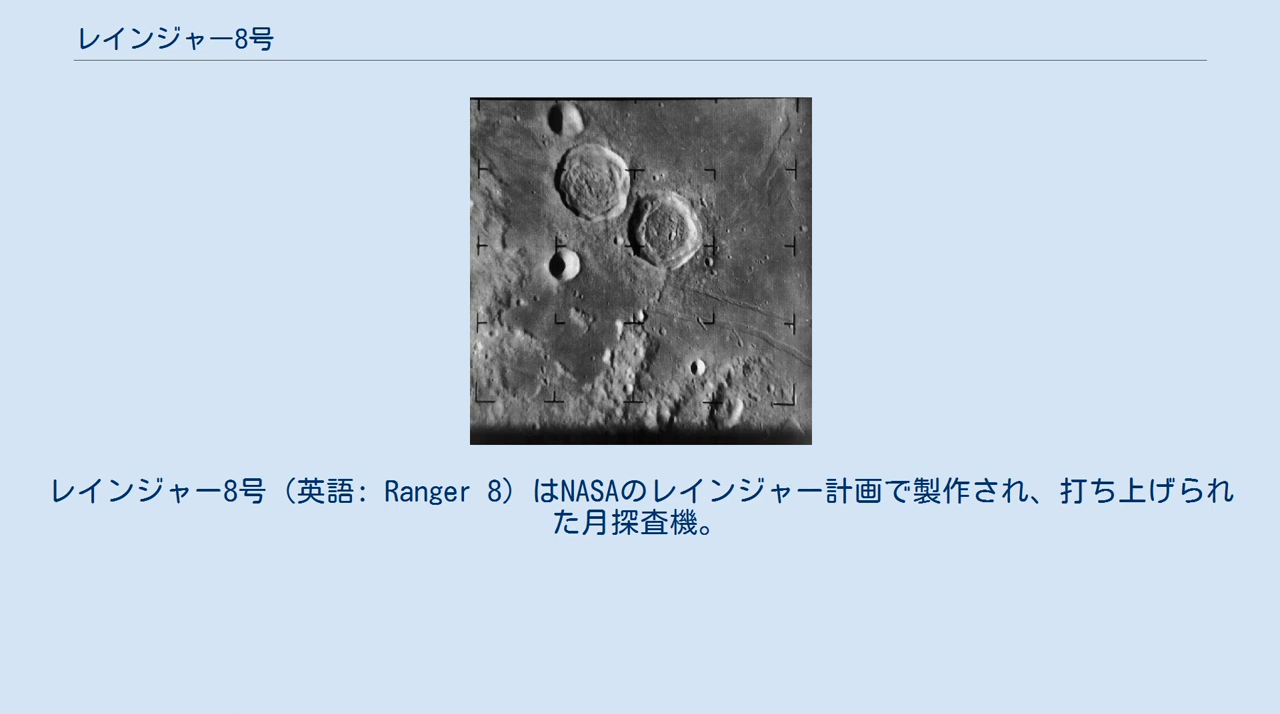 レインジャー8号
レインジャー8号（英語: Ranger 8）はNASAのレインジャー計画で製作され、打ち上げられ
た月探査機。